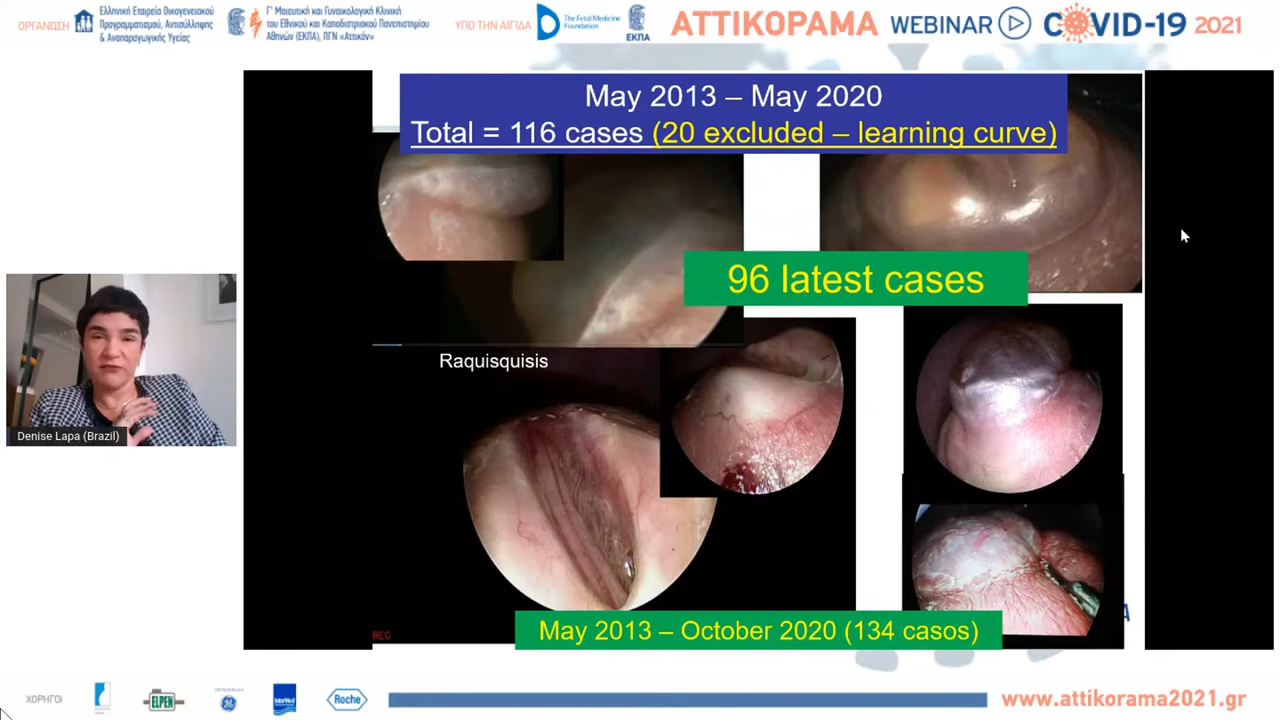 ΟΡΓΑΝΩΣΗ
Ελληνική Εταιρεία Οικογενειακού
Προγραμματισμού, Αντισύλληψης
& Αναπαραγωγικής Υγείας
Γ' Μαιευτική και Γυναικολογική Κλινική
του Εθνικού και Καποδιστριακού Πανεπιστημίου
Αθηνών (ΕΚΠΑ), ΠΓΝ «Αττικόν»
ΥΠΟ ΤΗΝ ΑΙΓΙΔΑ
The Fetal Medicine
Foundation
ΕΚΠΑ
ΑΤΤΙΚΟΡΑΜΑ WEBINAR COVID-19 2021
May 2013 – May 2020
Total = 116 cases (20 excluded – learning curve)
96 latest cases
Raquisquisis
Denise Lapa (Brazil)
May 2013 – October 2020 (134 casos)
REC
A
ΧΟΡΗΓΟΙ
ELPEN
InterMed
Roche
www.attikorama2021.gr